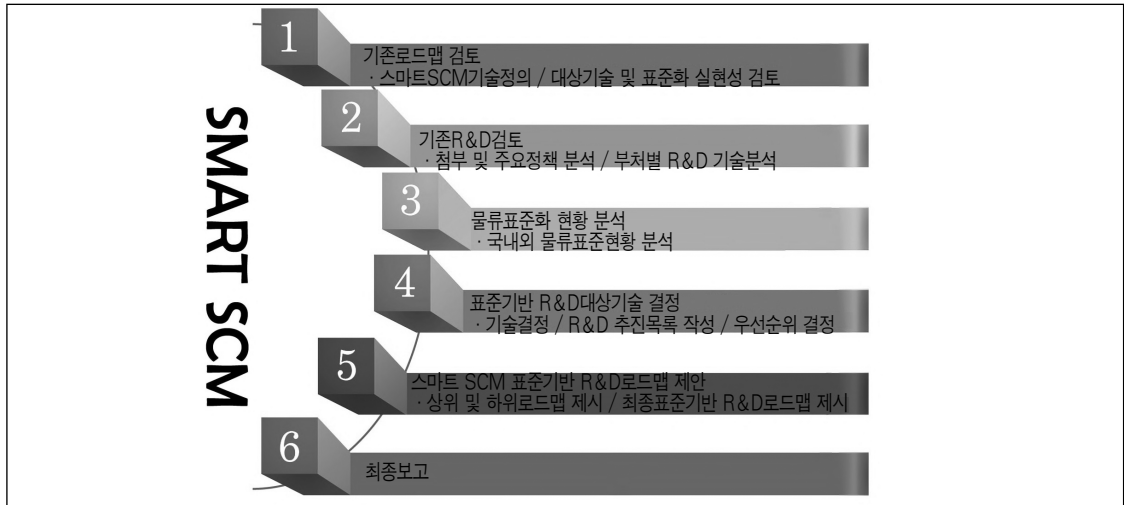 SMART SCM
1
기존로드맵 검토
· 스마트SCM기술정의 / 대상기술 및 표준화 실현성 검토
2
기존R&D검토
· 첨부 및 주요정책 분석 / 부처별 R&D 기술분석
3
물류표준화 현황 분석
· 국내외 물류표준현황 분석
4
표준기반 R&D대상기술 결정
· 기술결정 / R&D 추진목록 작성 / 우선순위 결정
5
스마트 SCM 표준기반 R&D로드맵 제안
· 상위 및 하위로드맵 제시 / 최종표준기반 R&D로드맵 제시
6
최종보고